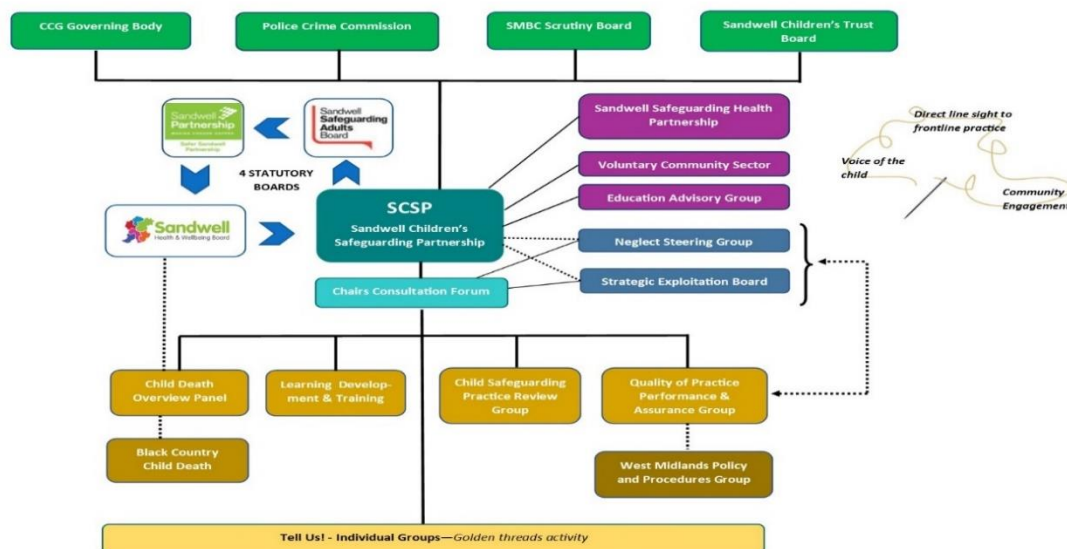 CCG Governing Body
Police Crime Commission
SMBC Scrutiny Board
Sandwell Children's Trust
Board
Sandwell
Partnership
Safer Sandwell
Partnership
Sandwell
Safeguarding
Adults
Board
4 STATUTORY
BOARDS
Sandwell
Health & Wellbeing Board
SCSP
Sandwell Children's
Safeguarding Partnership
Chairs Consultation Forum
Sandwell Safeguarding Health
Partnership
Voluntary Community Sector
Education Advisory Group
Neglect Steering Group
Strategic Exploitation Board
Direct line sight to
frontline practice
Voice of the
child
Community
Engagement
Child Death
Overview Panel
Learning Develop-
ment & Training
Child Safeguarding
Practice Review
Group
Quality of Practice
Performance &
Assurance Group
Black Country
Child Death
West Midlands Policy
and Procedures Group
Tell Us! - Individual Groups—Golden threads activity